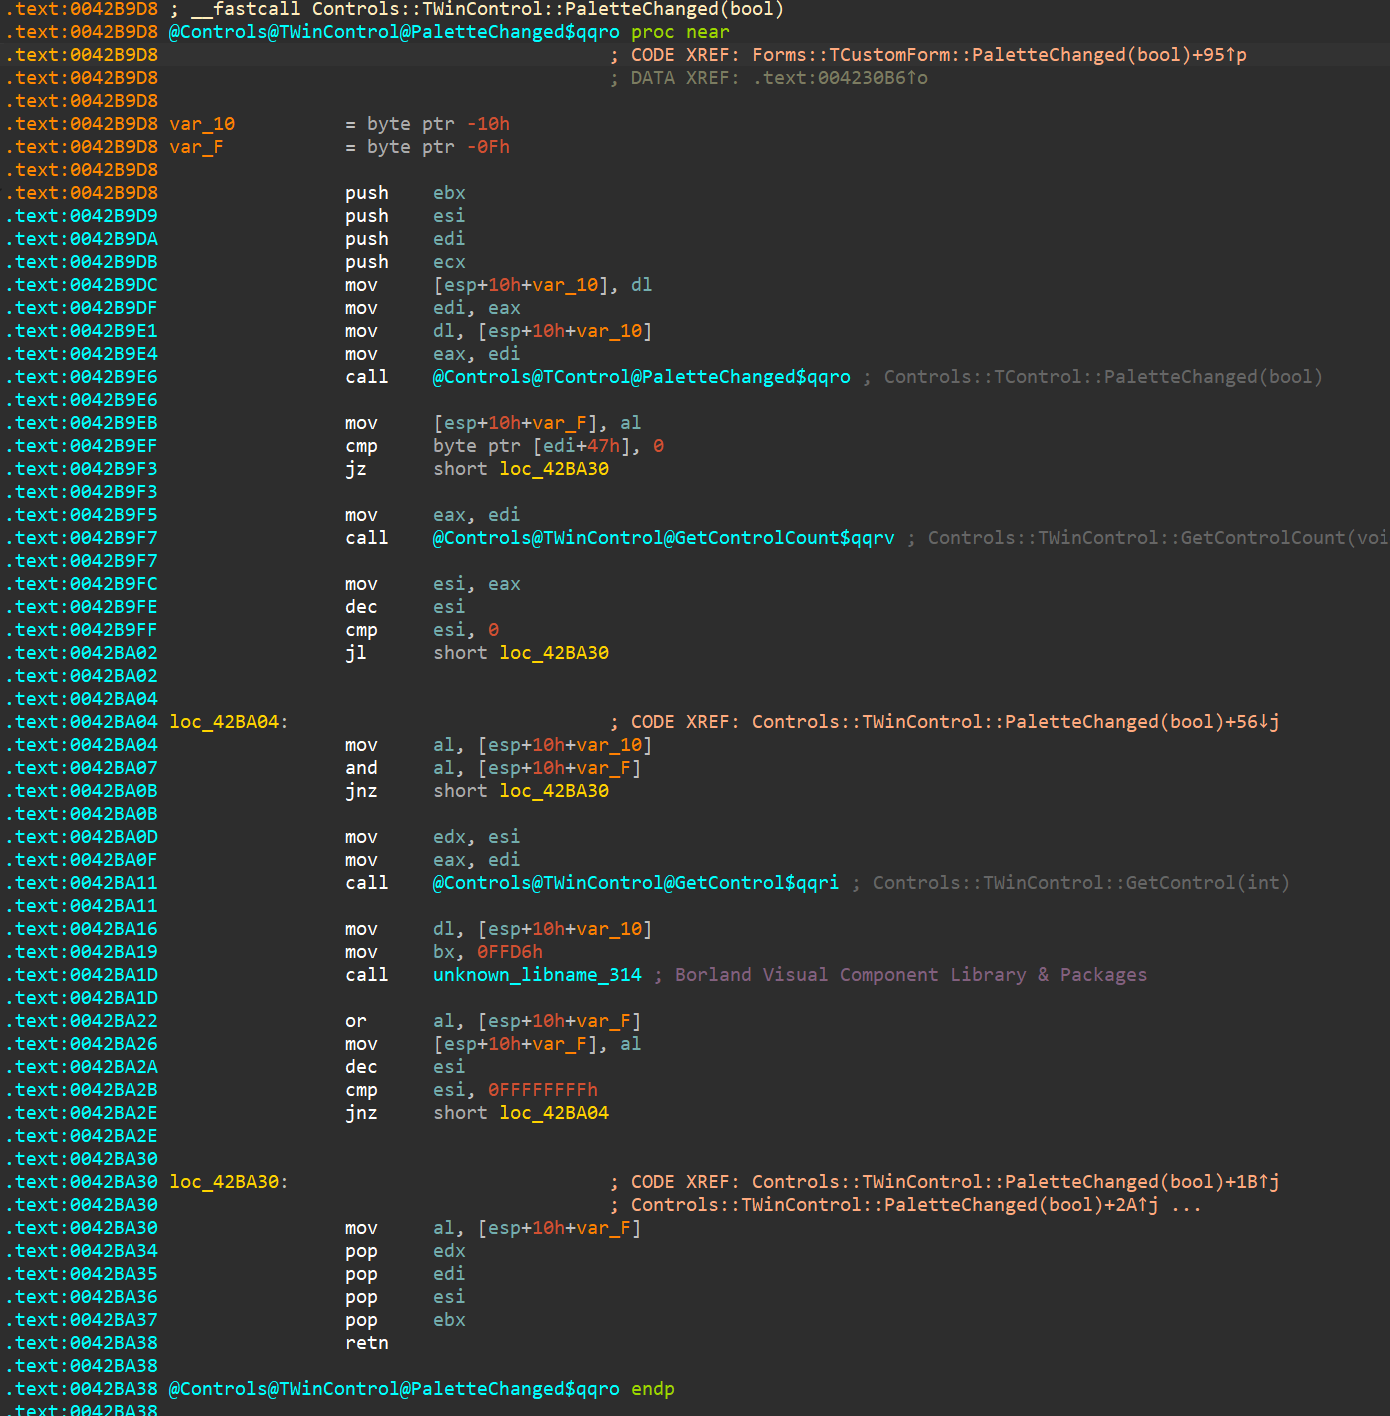 .text:0042B9D8 ; __fastcall Controls::TWinControl::PaletteChanged(bool)
.text:0042B9D8 @Controls@TWinControl@PaletteChanged$qqro proc near
.text:0042B9D8 ; CODE XREF: Forms::TCustomForm::PaletteChanged(bool)+95↑p
.text:0042B9D8 ; DATA XREF: .text:004230B6↑o
.text:0042B9D8
.text:0042B9D8 var_10 = byte ptr -10h
.text:0042B9D8 var_F = byte ptr -0Fh
.text:0042B9D8
.text:0042B9D8 push ebx
.text:0042B9D9 push esi
.text:0042B9DA push edi
.text:0042B9DB push ecx
.text:0042B9DC mov [esp+10h+var_10], dl
.text:0042B9DF mov edi, eax
.text:0042B9E1 mov dl, [esp+10h+var_10]
.text:0042B9E4 mov eax, edi
.text:0042B9E6 call @Controls@TControl@PaletteChanged$qqro ; Controls::TControl::PaletteChanged(bool)
.text:0042B9E6
.text:0042B9EB mov [esp+10h+var_F], al
.text:0042B9EF cmp byte ptr [edi+47h], 0
.text:0042B9F3 jz short loc_42BA30
.text:0042B9F3
.text:0042B9F5 mov eax, edi
.text:0042B9F7 call @Controls@TWinControl@GetControlCount$qqrv ; Controls::TWinControl::GetControlCount(voi
.text:0042B9F7
.text:0042B9FC mov esi, eax
.text:0042B9FE dec esi
.text:0042B9FF cmp esi, 0
.text:0042BA02 jl short loc_42BA30
.text:0042BA02
.text:0042BA04
.text:0042BA04 loc_42BA04: ; CODE XREF: Controls::TWinControl::PaletteChanged(bool)+56↓j
.text:0042BA04 mov al, [esp+10h+var_10]
.text:0042BA07 and al, [esp+10h+var_F]
.text:0042BA0B jnz short loc_42BA30
.text:0042BA0B
.text:0042BA0D mov edx, esi
.text:0042BA0F mov eax, edi
.text:0042BA11 call @Controls@TWinControl@GetControl$qqri ; Controls::TWinControl::GetControl(int)
.text:0042BA11
.text:0042BA16 mov dl, [esp+10h+var_10]
.text:0042BA19 mov bx, 0FFD6h
.text:0042BA1D call unknown_libname_314 ; Borland Visual Component Library & Packages
.text:0042BA1D
.text:0042BA22 or al, [esp+10h+var_F]
.text:0042BA26 mov [esp+10h+var_F], al
.text:0042BA2A dec esi
.text:0042BA2B cmp esi, 0FFFFFFFFh
.text:0042BA2E jnz short loc_42BA04
.text:0042BA2E
.text:0042BA30
.text:0042BA30 loc_42BA30: ; CODE XREF: Controls::TWinControl::PaletteChanged(bool)+1B↑j
.text:0042BA30 ; Controls::TWinControl::PaletteChanged(bool)+2A↑j ...
.text:0042BA30 mov al, [esp+10h+var_F]
.text:0042BA34 pop edx
.text:0042BA35 pop edi
.text:0042BA36 pop esi
.text:0042BA37 pop ebx
.text:0042BA38 retn
.text:0042BA38
.text:0042BA38 @Controls@TWinControl@PaletteChanged$qqro endp
.text:0042BA38